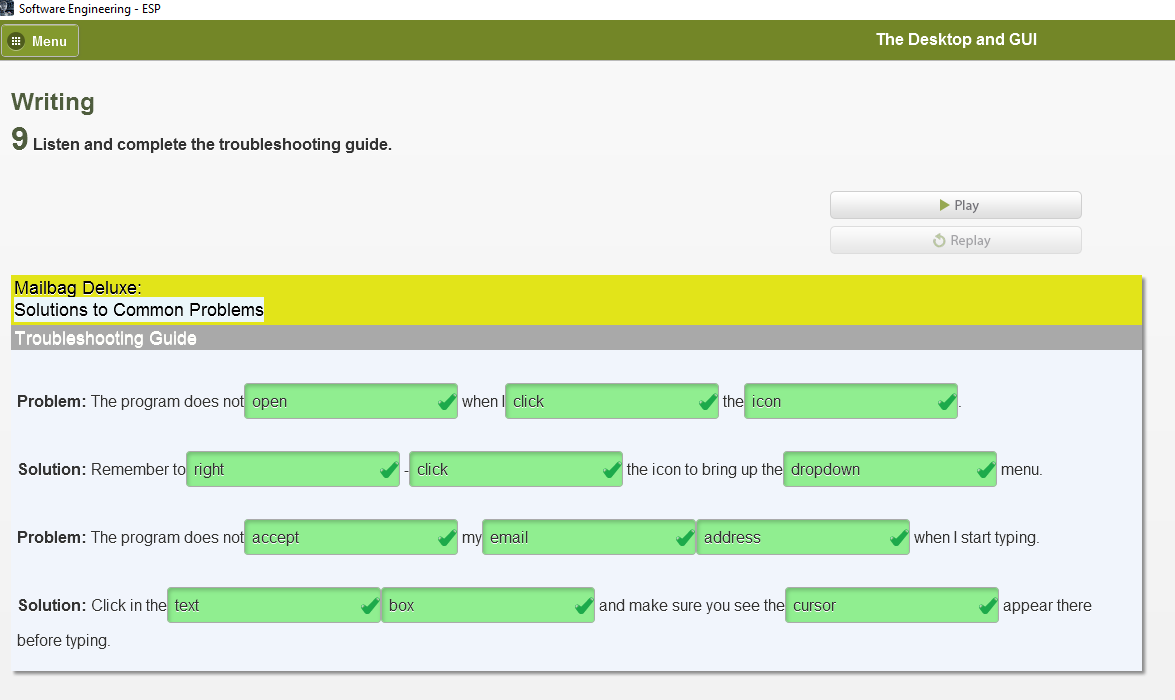 Software Engineering - ESP
Menu
The Desktop and GUI
Writing
9 Listen and complete the troubleshooting guide.
Play
Replay
Mailbag Deluxe:
Solutions to Common Problems
Troubleshooting Guide
Problem: The program does not open when I click the icon.
Solution: Remember to right - click the icon to bring up the dropdown menu.
Problem: The program does not accept my email address when I start typing.
Solution: Click in the text box and make sure you see the cursor appear there
before typing.